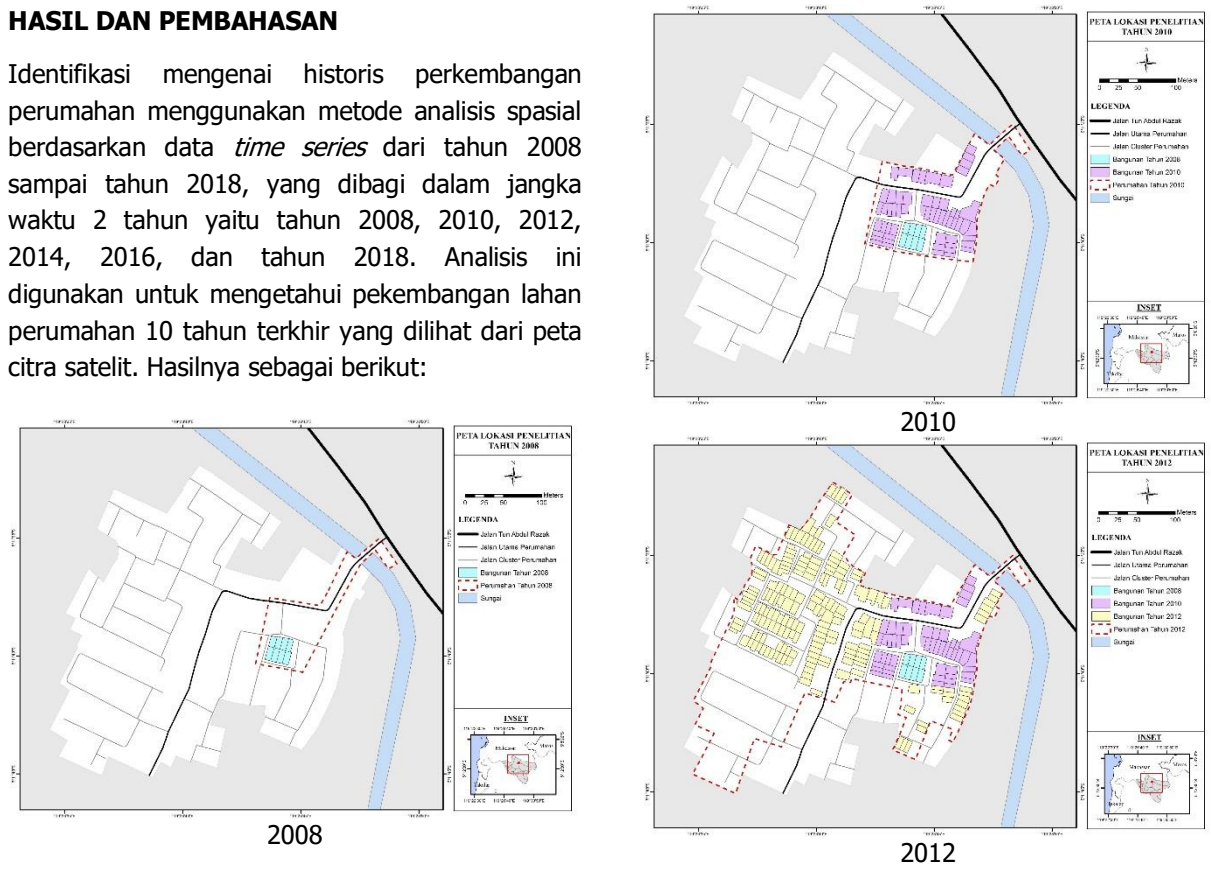 HASIL DAN PEMBAHASAN
Identifikasi mengenai historis perkembangan
perumahan menggunakan metode analisis spasial
berdasarkan data time series dari tahun 2008
sampai tahun 2018, yang dibagi dalam jangka
waktu 2 tahun yaitu tahun 2008, 2010, 2012,
2014, 2016, dan tahun 2018. Analisis ini
digunakan untuk mengetahui pekembangan lahan
perumahan 10 tahun terkhir yang dilihat dari peta
citra satelit. Hasilnya sebagai berikut:
PETA LOKASI PENELITIAN
TAHUN 2008
N
Meters
0 25 50 100
LEGENDA
Jalan Tun Abdul Razak
Jalan Utama Perumahan
Jalan Cluster Perumahan
Bangunan Tahun 2008
Perumahan Tahun 2008
Sungai
INSET
Makassar
Maros
2008
PETA LOKASI PENELITIAN
TAHUN 2010
N
Meters
0 25 50 100
LEGENDA
Jalan Tun Abdul Razak
Jalan Utama Perumahan
Jalan Cluster Perumahan
Bangunan Tahun 2008
Bangunan Tahun 2010
Perumahan Tahun 2010
Sungai
INSET
Makassar
Maros
2010
PETA LOKASI PENELITIAN
TAHUN 2012
N
Meters
0 25 50 100
LEGENDA
Jalan Tun Abdul Razak
Jalan Utama Perumahan
Jalan Cluster Perumahan
Bangunan Tahun 2008
Bangunan Tahun 2010
Bangunan Tahun 2012
Perumahan Tahun 2012
Sungai
INSET
Makassar
Maros
2012